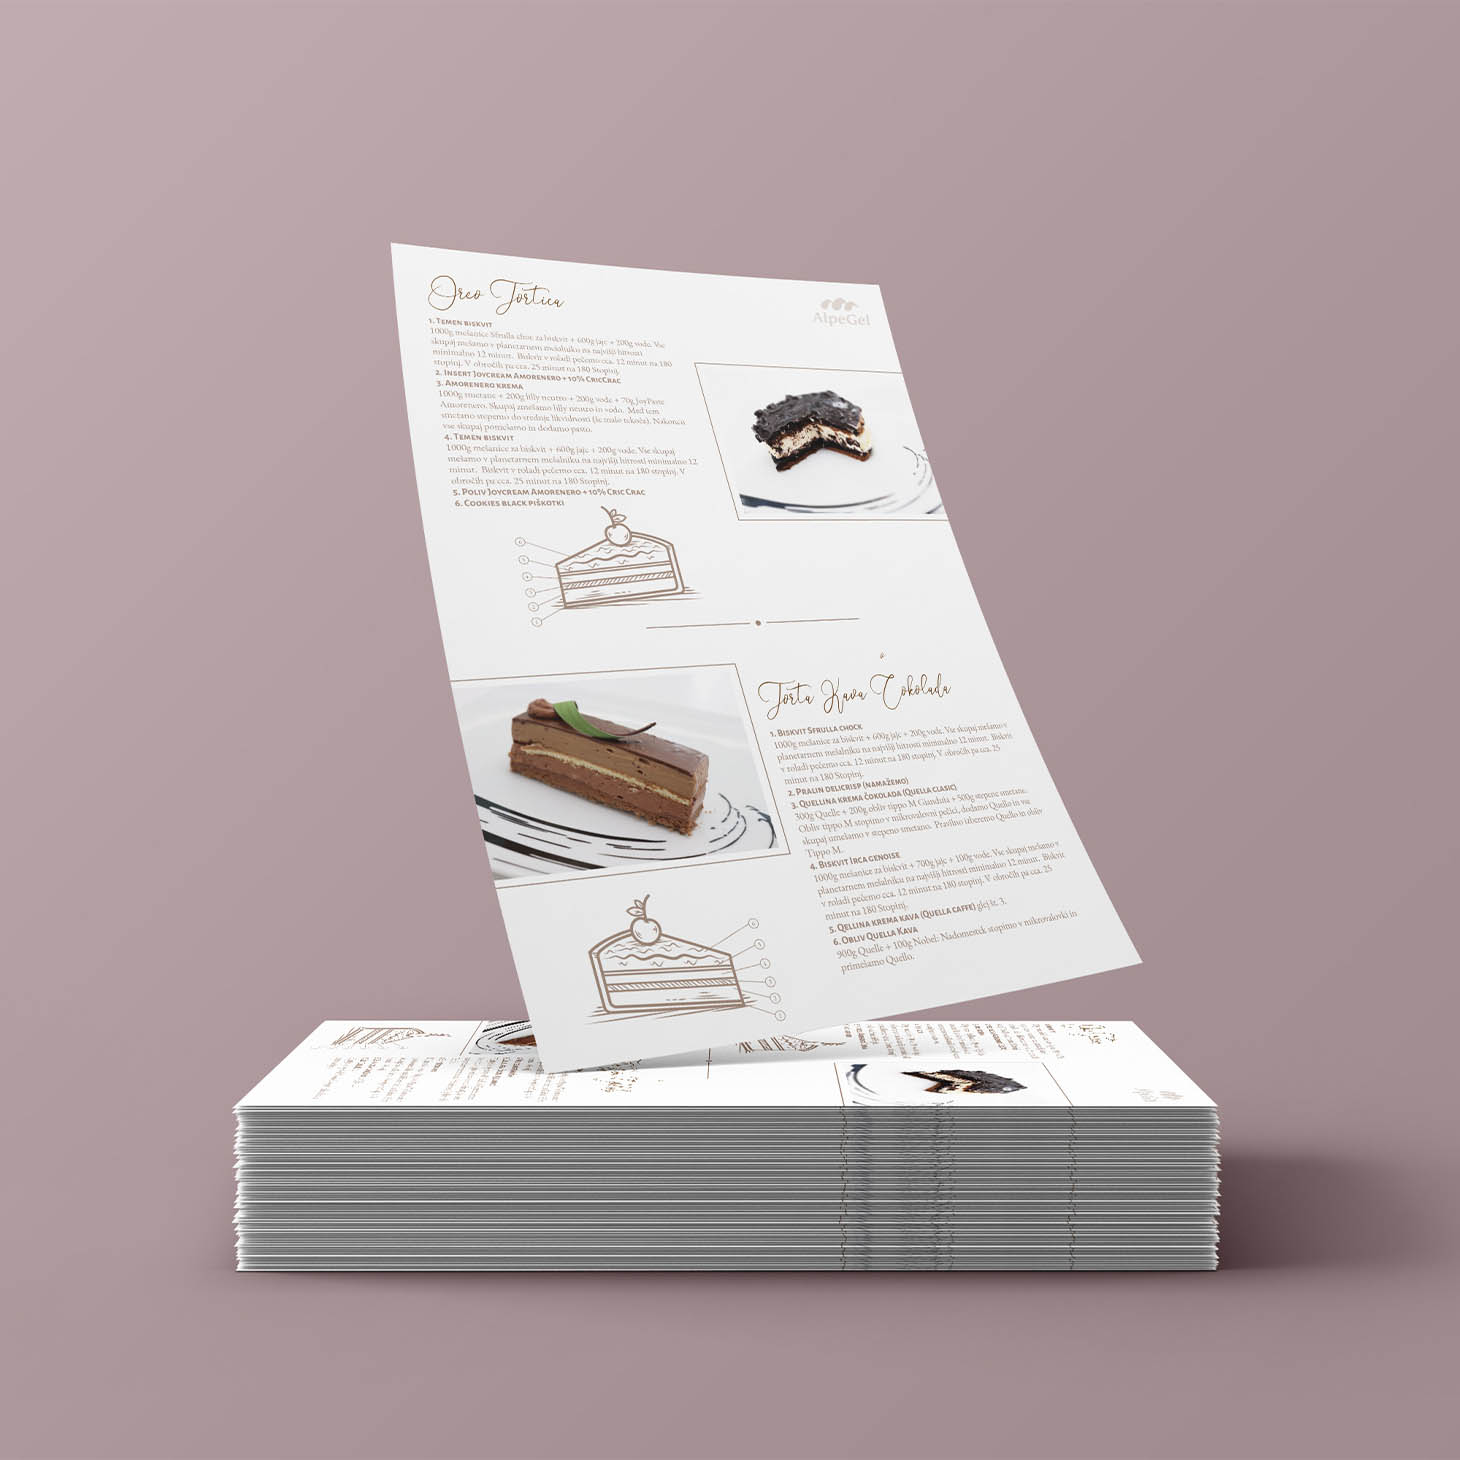 Oreo Tortica
AlpeGel
1. Temen biskvit
1000g mešanice Sfrulla choc za biskvit + 600g jajc + 200g vode. Vse
skupaj mešamo v planetarnem mešalniku na najvišji hitrosti
minimalno 12 minut. Biskvit v roladi pečemo cca. 12 minut na 180
stopinj. V obročih pa cca. 25 minut na 180 Stopinj.
2. Insert Joycream Amorenero + 10% CricCrac
3. Amorenero krema
1000g smetane + 200g lilly neutro + 200g vode + 70g JoyPaste
Amorenero. Skupaj zmešamo lilly neutro in vodo. Med tem
smetano stepemo do srednje likvidnosti (še malo tekoča). Nakoncu
vse skupaj pomešamo in dodamo pasto.
4. Temen biskvit
1000g mešanice za biskvit + 600g jajc + 200g vode. Vse skupaj
mešamo v planetarnem mešalniku na najvišji hitrosti minimalno 12
minut. Biskvit v roladi pečemo cca. 12 minut na 180 stopinj. V
obročih pa cca. 25 minut na 180 Stopinj.
5. Poliv Joycream Amorenero + 10% Cric Crac
6. Cookies black piškotki
6
5
4
3
2
1
Torta Kava Čokolada
1. Biskvit Sfrulla chock
1000g mešanice za biskvit + 600g jajc + 200g vode. Vse skupaj mešamo v
planetarnem mešalniku na najvišji hitrosti minimalno 12 minut. Biskvit
v roladi pečemo cca. 12 minut na 180 stopinj. V obročih pa cca. 25
minut na 180 Stopinj.
2. Pralin delicrisp (namažemo)
3. Quellina krema čokolada (Quella clasic)
300g Quelle + 200g obliv tippo M Gianduta + 500g stepene smetane.
Obliv tippo M stopimo v mikrovalovni pečici, dodamo Quello in vse
skupaj umešamo v stepeno smetano. Pravilno izberemo Quello in obliv
Tippo M.
4. Biskvit Irca genoise
1000g mešanice za biskvit + 700g jajc + 100g vode. Vse skupaj mešamo v
planetarnem mešalniku na najvišji hitrosti minimalno 12 minut. Biskvit
v roladi pečemo cca. 12 minut na 180 stopinj. V obročih pa cca. 25
minut na 180 Stopinj.
5. Qellina krema kava (Quella caffe) glej št. 3.
6. Obliv Quella Kava
900g Quelle + 100g Nobel: Nadomestek stopimo v mikrovalovki in
primešamo Quello.
6
5
4
3
2
1